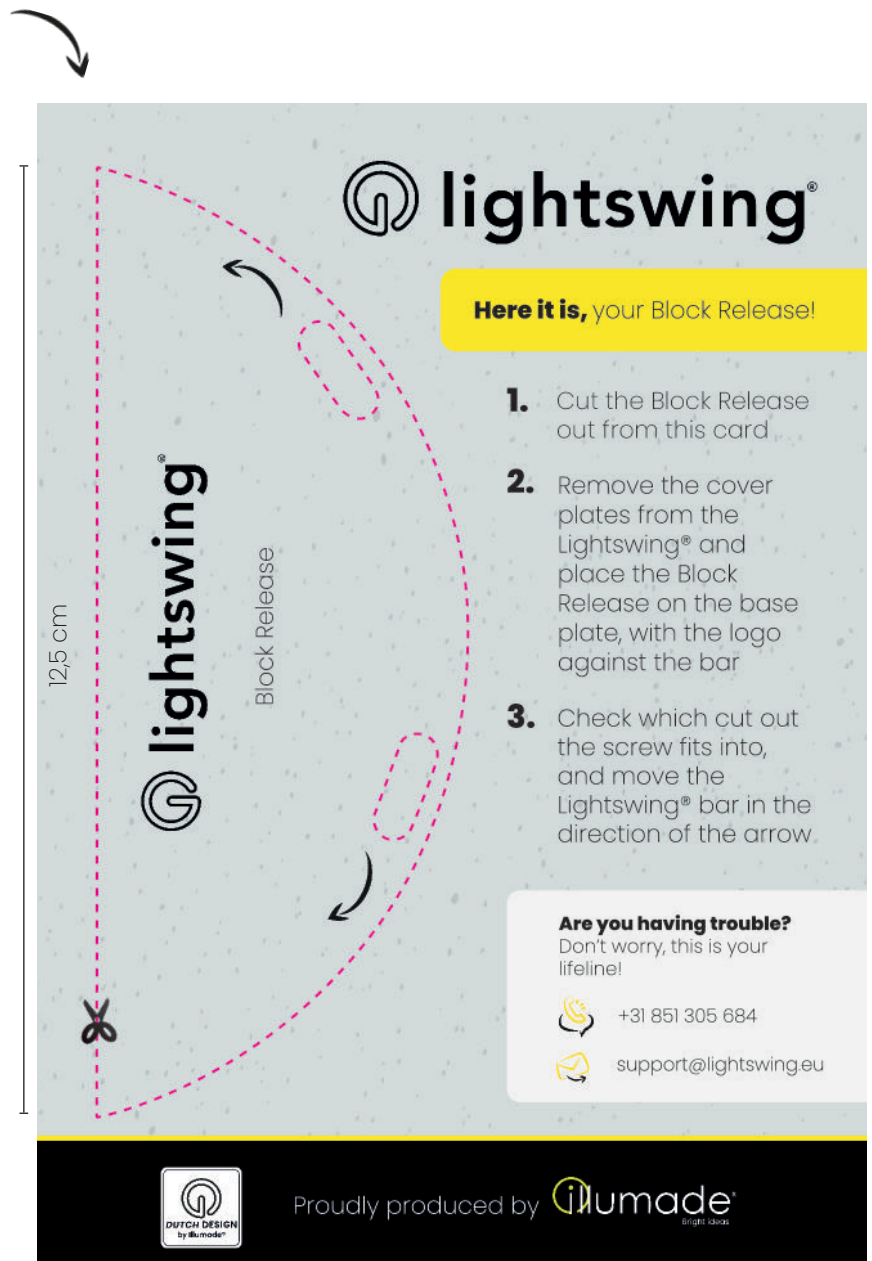 lightswing®
Here it is, your Block Release!
1. Cut the Block Release
out from this card
2. Remove the cover
plates from the
Lightswing® and
place the Block
Release on the base
plate, with the logo
against the bar
3. Check which cut out
the screw fits into,
and move the
Lightswing® bar in the
direction of the arrow.
12,5 cm
lightswing®
Block Release
Are you having trouble?
Don't worry, this is your
lifeline!
+31 851 305 684
support@lightswing.eu
DUTCH DESIGN
by illumade™
Proudly produced by illumade®
Bright ideas